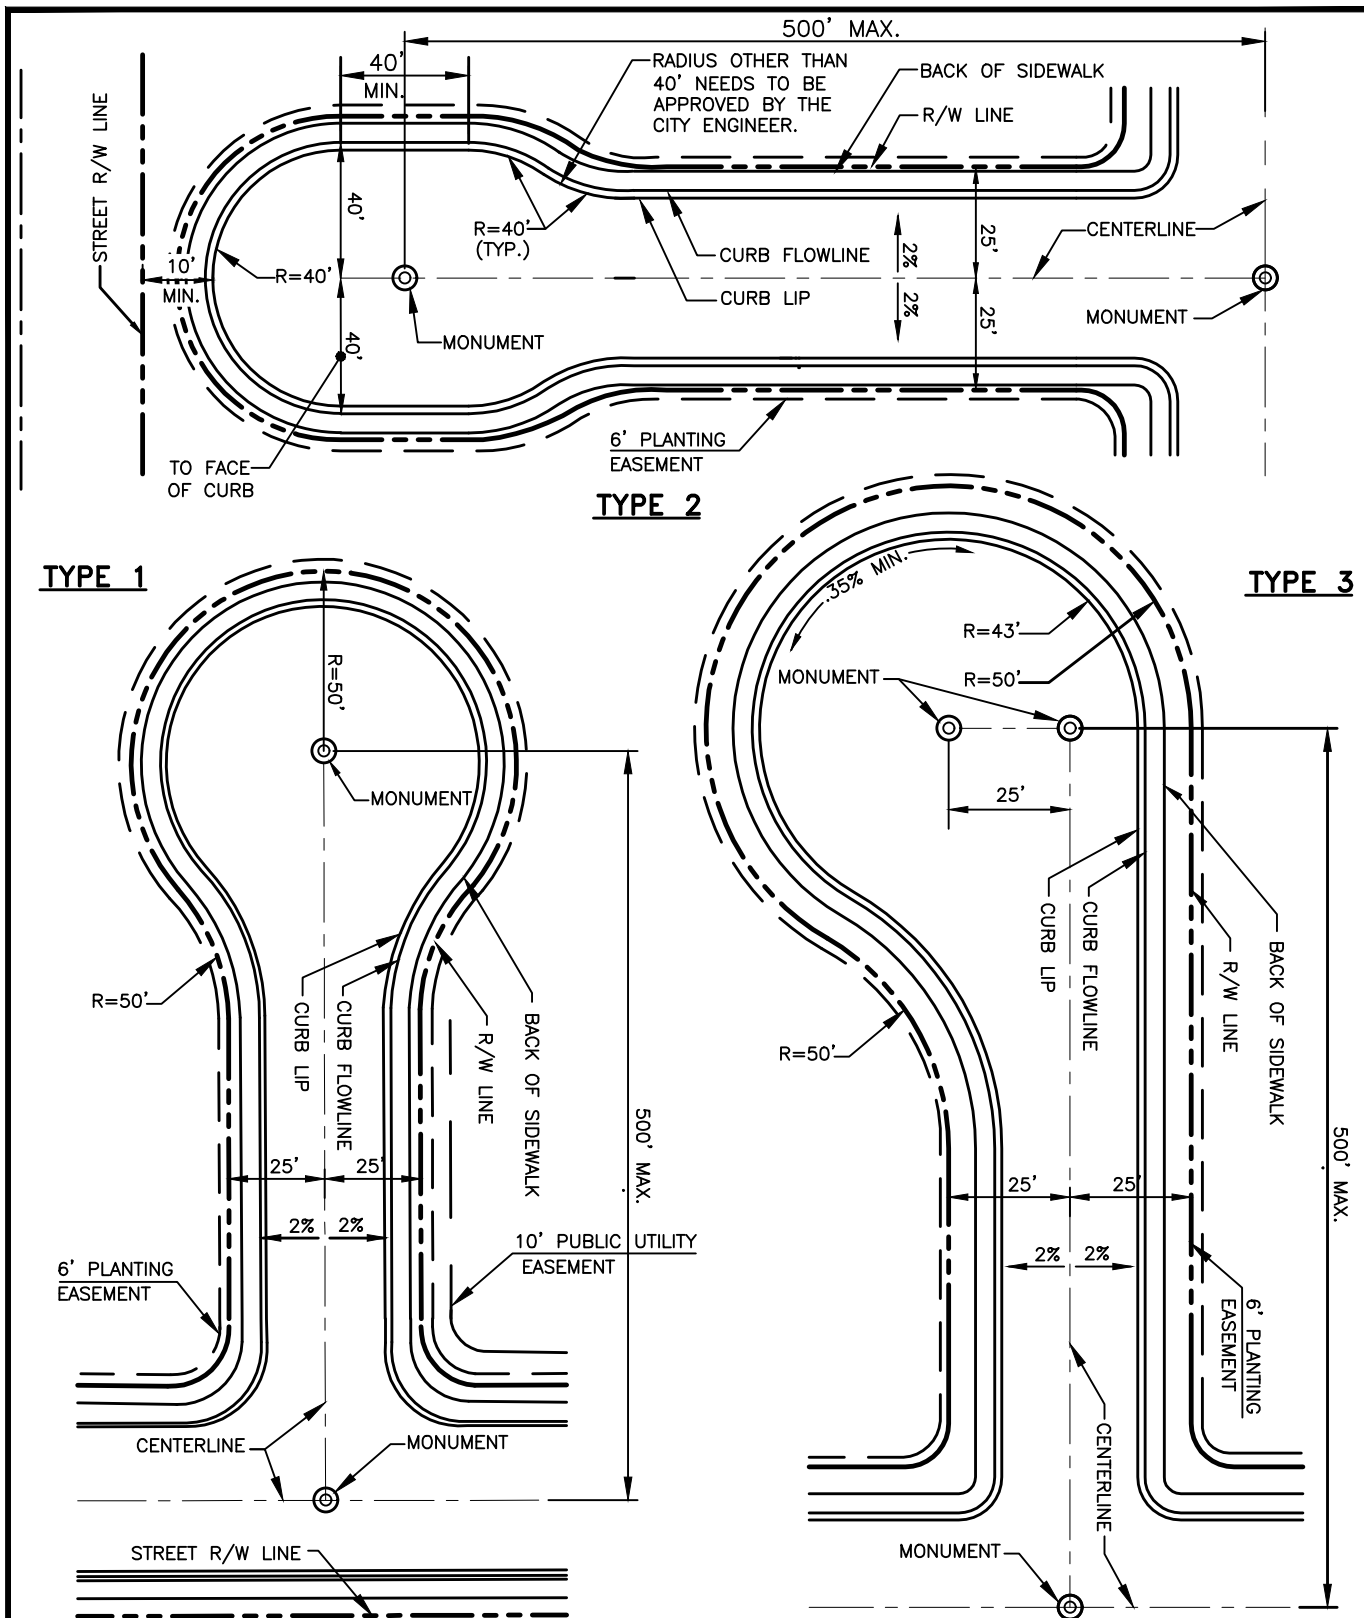 500' MAX.
40'
MIN.
RADIUS OTHER THAN
40' NEEDS TO BE
APPROVED BY THE
CITY ENGINEER.
BACK OF SIDEWALK
R/W LINE
STREET R/W LINE
40'
R=40'
(TYP.)
25'
CENTERLINE
10'
MIN.
R=40'
CURB FLOWLINE
2%
CURB LIP
2%
MONUMENT
40'
25'
MONUMENT
TO FACE
OF CURB
6' PLANTING
EASEMENT
TYPE 2
TYPE 1
R=50'
MONUMENT
R=50'
CURB LIP
CURB FLOWLINE
R/W LINE
BACK OF SIDEWALK
500' MAX.
25'
25'
2%
2%
10' PUBLIC UTILITY
EASEMENT
6' PLANTING
EASEMENT
CENTERLINE
MONUMENT
STREET R/W LINE
TYPE 3
.35% MIN.
R=43'
R=50'
MONUMENT
25'
CURB LIP
CURB FLOWLINE
R/W LINE
BACK OF SIDEWALK
R=50'
500' MAX.
25'
25'
2%
2%
6' PLANTING
EASEMENT
CENTERLINE
MONUMENT